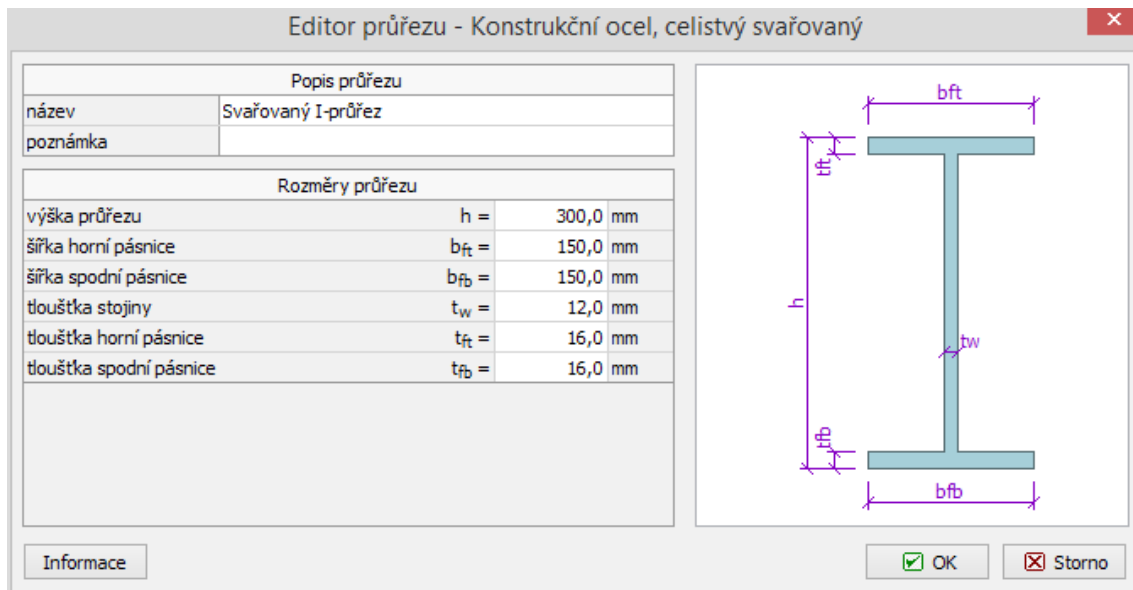 Editor průřezu - Konstrukční ocel, celistvý svařovaný
Popis průřezu
název Svařovaný I-průřez
poznámka
Rozměry průřezu
výška průřezu h = 300,0 mm
šířka horní pásnice bft = 150,0 mm
šířka spodní pásnice bfb = 150,0 mm
tloušťka stojiny tw = 12,0 mm
tloušťka horní pásnice tft = 16,0 mm
tloušťka spodní pásnice tfb = 16,0 mm
bft
tft
h
tw
tfb
bfb
Informace
OK
Storno